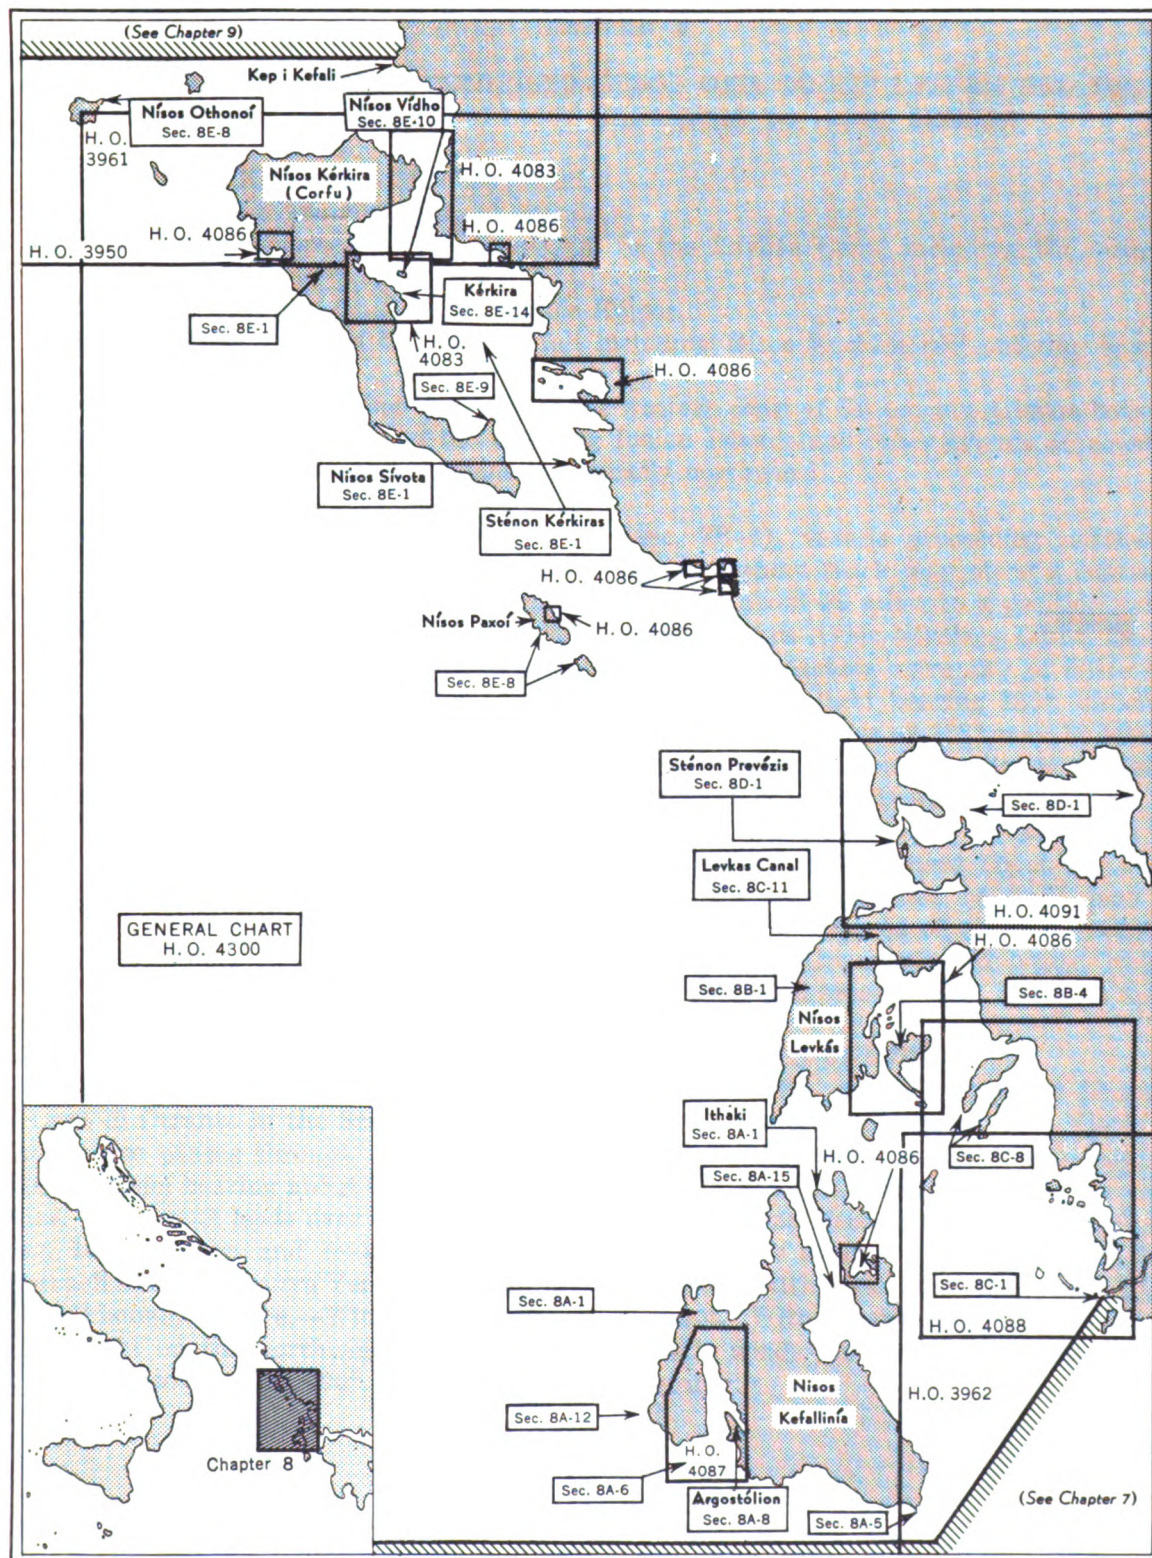 (See Chapter 9)
Kep i Kefali
Nísos Othonoí
Sec. 8E-8
Nísos Vídho
Sec. 8E-10
H. O.
3961
Nísos Kérkira
(Corfu)
H. O. 4083
H. O. 4086
H. O. 4086
H. O. 3950
Kérkira
Sec. 8E-14
Sec. 8E-1
H. O.
4083
H. O. 4086
Sec. 8E-9
Nísos Sívota
Sec. 8E-1
Sténon Kérkiras
Sec. 8E-1
H. O. 4086
Nísos Paxoí
H. O. 4086
Sec. 8E-8
Sténon Prevézis
Sec. 8D-1
Sec. 8D-1
Levkas Canal
Sec. 8C-11
H. O. 4091
H. O. 4086
GENERAL CHART
H. O. 4300
Sec. 8B-1
Sec. 8B-4
Nísos
Levkás
Itháki
Sec. 8A-1
H. O. 4086
Sec. 8C-8
Sec. 8A-15
Sec. 8C-1
Sec. 8A-1
H. O. 4088
H.O. 3962
Nísos
Kefallinía
Sec. 8A-12
H. O.
4087
Chapter 8
Sec. 8A-6
Argostólion
Sec. 8A-8
Sec. 8A-5
(See Chapter 7)